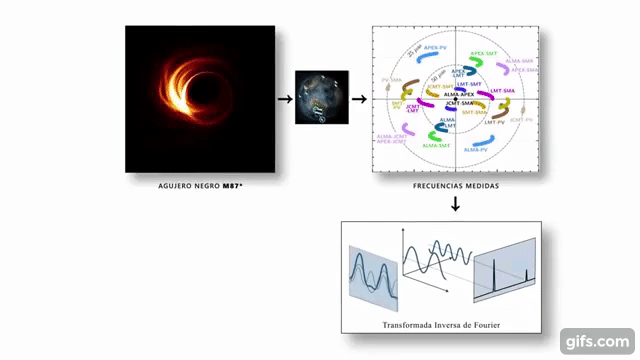 AGUJERO NEGRO M87*
25 μas
50 μas
APEX-PV
APEX-SMT
ALMA-SMA
APEX-SMA
APEX-LMT
PV-SMA
JCMT-SMT
LMT-SMT
ALMA-APEX
LMT-SMA
SMT-PV
JCMT-LMT
JCMT-SMA
SMT-SMA
LMT-PV
JCMT-PV
ALMA-JCMT
APEX-JCMT
ALMA-LMT
ALMA-SMT
ALMA-PV
FRECUENCIAS MEDIDAS
Transformada Inversa de Fourier
gifs.com